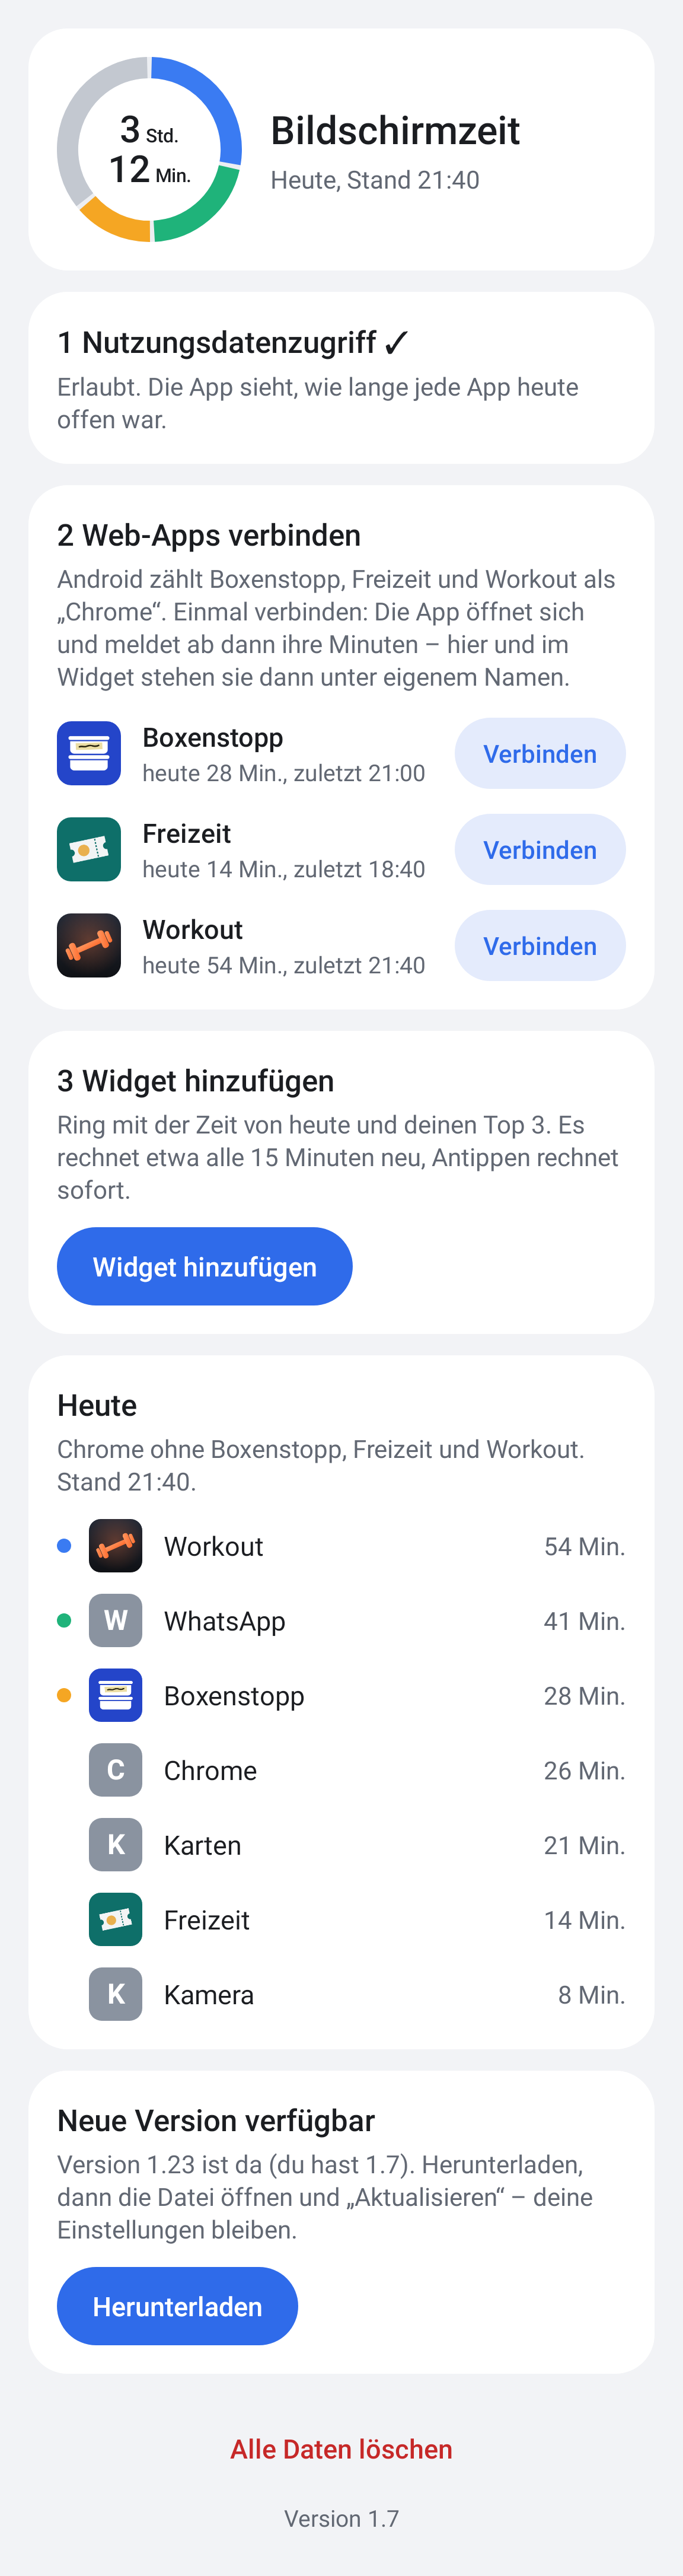 3 Std.
12 Min.
Bildschirmzeit
Heute, Stand 21:40
1 Nutzungsdatenzugriff ✓
Erlaubt. Die App sieht, wie lange jede App heute
offen war.
2 Web-Apps verbinden
Android zählt Boxenstopp, Freizeit und Workout als
„Chrome“. Einmal verbinden: Die App öffnet sich
und meldet ab dann ihre Minuten – hier und im
Widget stehen sie dann unter eigenem Namen.
Boxenstopp
heute 28 Min., zuletzt 21:00
Verbinden
Freizeit
heute 14 Min., zuletzt 18:40
Verbinden
Workout
heute 54 Min., zuletzt 21:40
Verbinden
3 Widget hinzufügen
Ring mit der Zeit von heute und deinen Top 3. Es
rechnet etwa alle 15 Minuten neu, Antippen rechnet
sofort.
Widget hinzufügen
Heute
Chrome ohne Boxenstopp, Freizeit und Workout.
Stand 21:40.
Workout 54 Min.
W WhatsApp 41 Min.
Boxenstopp 28 Min.
C Chrome 26 Min.
K Karten 21 Min.
Freizeit 14 Min.
K Kamera 8 Min.
Neue Version verfügbar
Version 1.23 ist da (du hast 1.7). Herunterladen,
dann die Datei öffnen und „Aktualisieren“ – deine
Einstellungen bleiben.
Herunterladen
Alle Daten löschen
Version 1.7